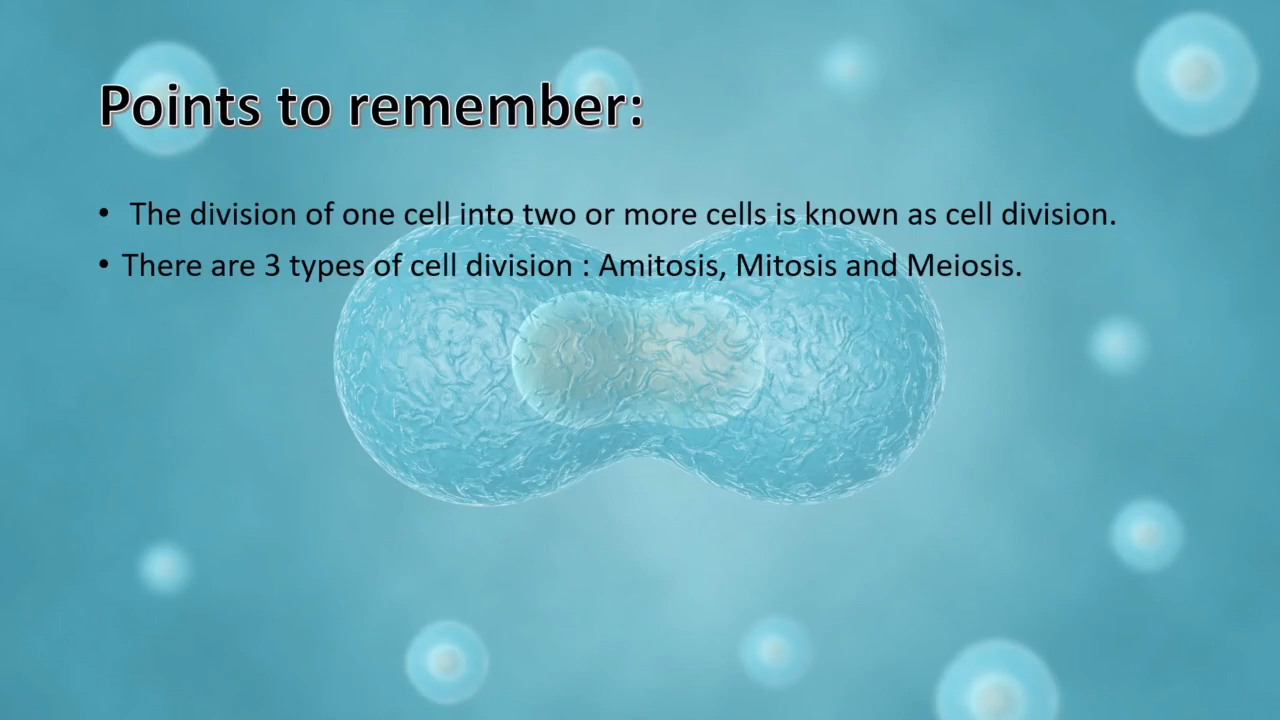 Points to remember:
• The division of one cell into two or more cells is known as cell division.
• There are 3 types of cell division : Amitosis, Mitosis and Meiosis.